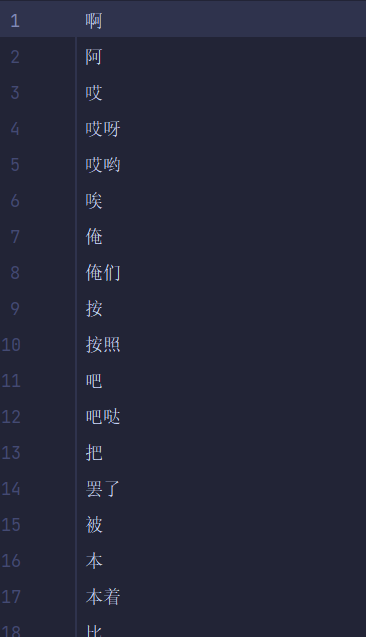 1 啊
2 阿
3 哎
4 哎呀
5 哎哟
6 唉
7 俺
8 俺们
9 按
10 按照
11 吧
12 吧哒
13 把
14 罢了
15 被
16 本
17 本着
18 比